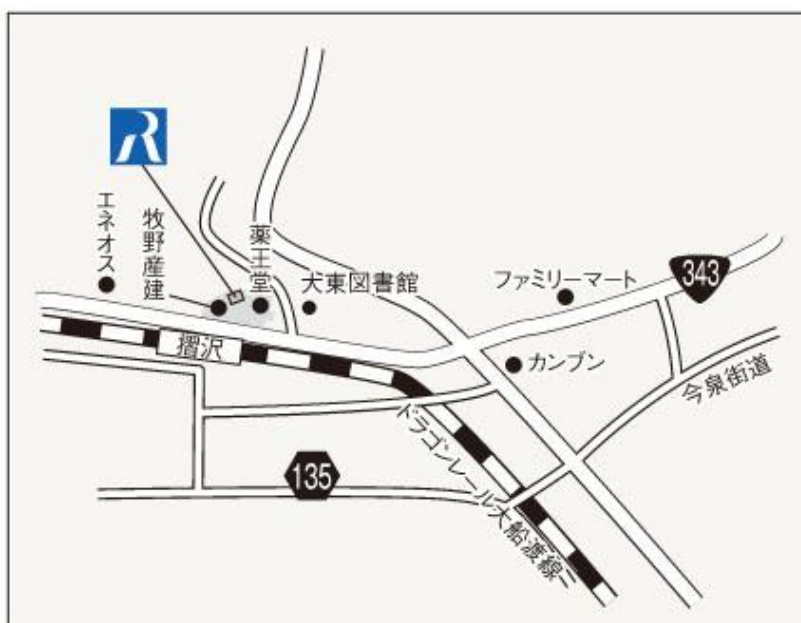 R
エネオス
牧野産建
薬王堂
犬東図書館
ファミリーマート
343
摺沢
カンブン
今泉街道
135
ドラゴンレール大船渡線